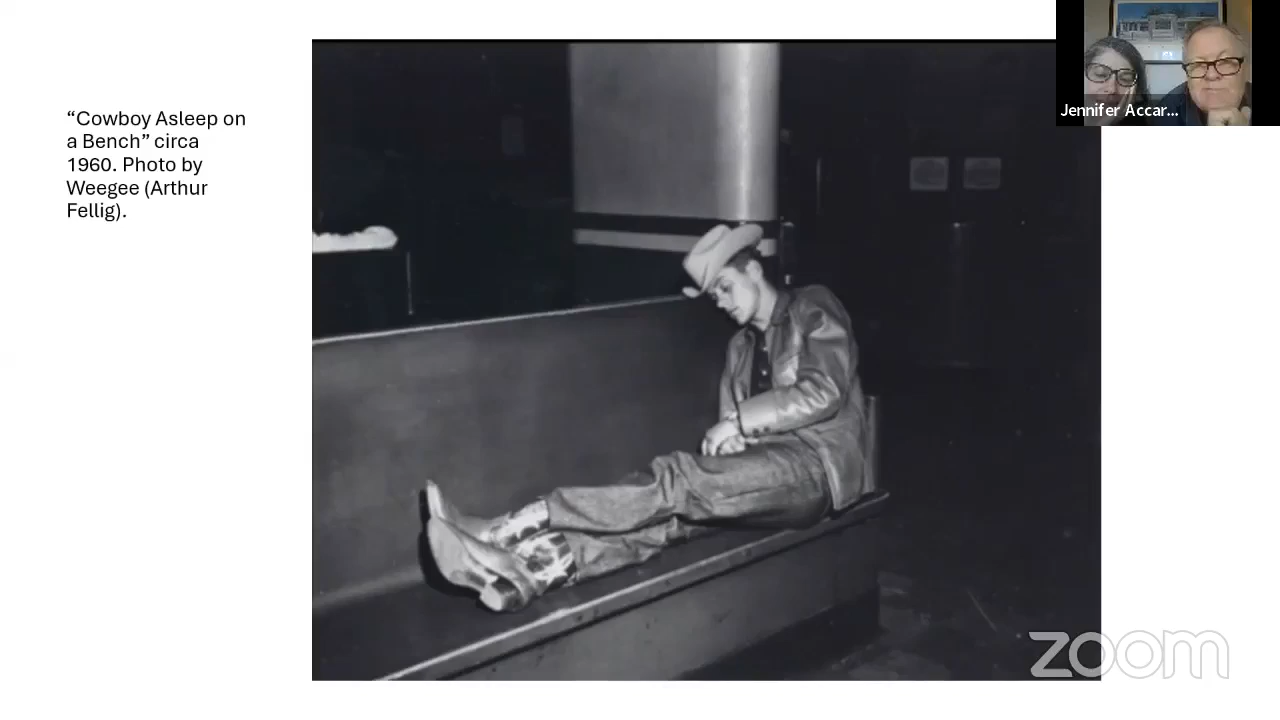 “Cowboy Asleep on
a Bench” circa
1960. Photo by
Weegee (Arthur
Fellig).
Jennifer Accar...
zoom